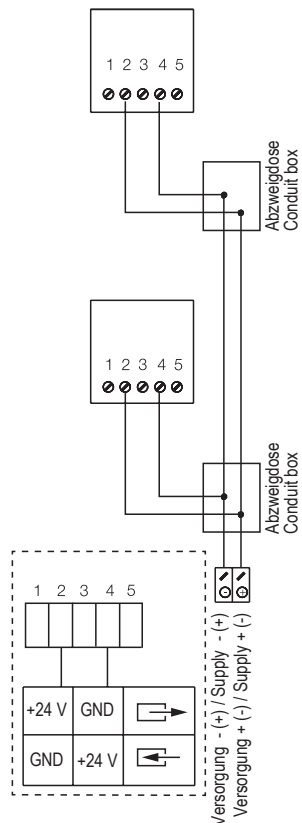 1 2 3 4 5
Abzweigdose
Conduit box
1 2 3 4 5
Abzweigdose
Conduit box
1 2 3 4 5
+24 V GND
GND +24 V
- +
Versorgung - (+) / Supply - (+)
Versorgung + (-) / Supply + (-)